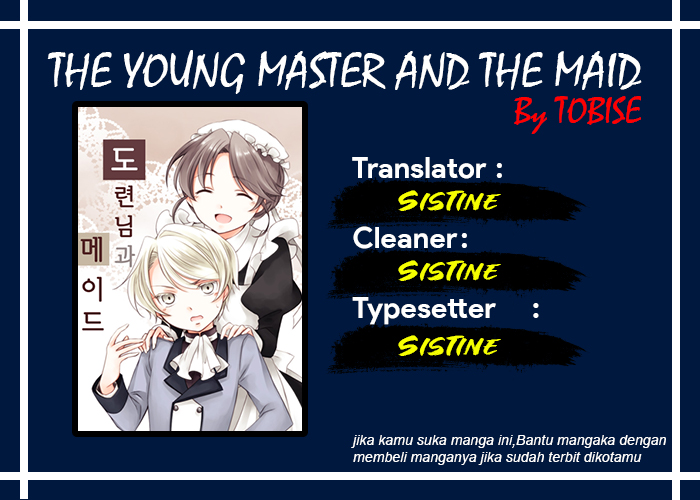 THE YOUNG MASTER AND THE MAID
By TOBISE
도련님과
메이드
Translator :
SISTINE
Cleaner:
SISTINE
Typesetter :
SISTINE
jika kamu suka manga ini,Bantu mangaka dengan
membeli manganya jika sudah terbit dikotamu